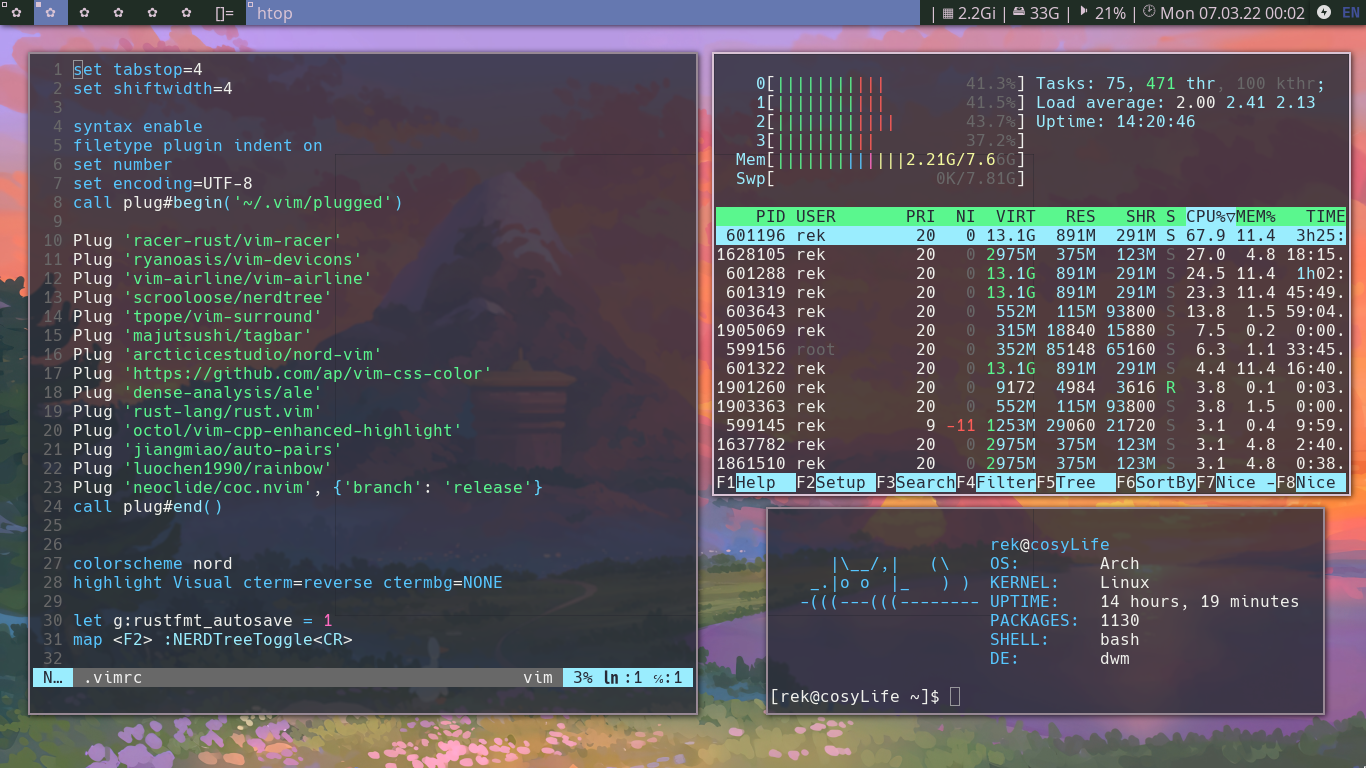 []= htop | 2.2Gi | 33G | 21% | Mon 07.03.22 00:02 EN
1 set tabstop=4
2 set shiftwidth=4
3
4 syntax enable
5 filetype plugin indent on
6 set number
7 set encoding=UTF-8
8 call plug#begin('~/.vim/plugged')
9
10 Plug 'racer-rust/vim-racer'
11 Plug 'ryanoasis/vim-devicons'
12 Plug 'vim-airline/vim-airline'
13 Plug 'scrooloose/nerdtree'
14 Plug 'tpope/vim-surround'
15 Plug 'majutsushi/tagbar'
16 Plug 'arcticicestudio/nord-vim'
17 Plug 'https://github.com/ap/vim-css-color'
18 Plug 'dense-analysis/ale'
19 Plug 'rust-lang/rust.vim'
20 Plug 'octol/vim-cpp-enhanced-highlight'
21 Plug 'jiangmiao/auto-pairs'
22 Plug 'luochen1990/rainbow'
23 Plug 'neoclide/coc.nvim', {'branch': 'release'}
24 call plug#end()
25
26
27 colorscheme nord
28 highlight Visual cterm=reverse ctermbg=NONE
29
30 let g:rustfmt_autosave = 1
31 map <F2> :NERDTreeToggle<CR>
32
N… .vimrc vim 3% ln :1 ℅:1
0[||||||||||| 41.3%] Tasks: 75, 471 thr, 100 kthr;
1[||||||||||| 41.5%] Load average: 2.00 2.41 2.13
2[|||||||||||| 43.7%] Uptime: 14:20:46
3[|||||||||| 37.2%]
Mem[|||||||||||||2.21G/7.66G]
Swp[ 0K/7.81G]
PID USER PRI NI VIRT RES SHR S CPU%▽MEM% TIME
601196 rek 20 0 13.1G 891M 291M S 67.9 11.4 3h25:
1628105 rek 20 0 2975M 375M 123M S 27.0 4.8 18:15.
601288 rek 20 0 13.1G 891M 291M S 24.5 11.4 1h02:
601319 rek 20 0 13.1G 891M 291M S 23.3 11.4 45:49.
603643 rek 20 0 552M 115M 93800 S 13.8 1.5 59:04.
1905069 rek 20 0 315M 18840 15880 S 7.5 0.2 0:00.
599156 root 20 0 352M 85148 65160 S 6.3 1.1 33:45.
601322 rek 20 0 13.1G 891M 291M S 4.4 11.4 16:40.
1901260 rek 20 0 9172 4984 3616 R 3.8 0.1 0:03.
1903363 rek 20 0 552M 115M 93800 S 3.8 1.5 0:00.
599145 rek 9 -11 1253M 29060 21720 S 3.1 0.4 9:59.
1637782 rek 20 0 2975M 375M 123M S 3.1 4.8 2:40.
1861510 rek 20 0 2975M 375M 123M S 3.1 4.8 0:38.
F1Help F2Setup F3SearchF4FilterF5Tree F6SortByF7Nice -F8Nice
rek@cosyLife
|\__/,| (\ OS: Arch
_.|o o |_ ) ) KERNEL: Linux
-(((---(((-------- UPTIME: 14 hours, 19 minutes
PACKAGES: 1130
SHELL: bash
DE: dwm
[rek@cosyLife ~]$